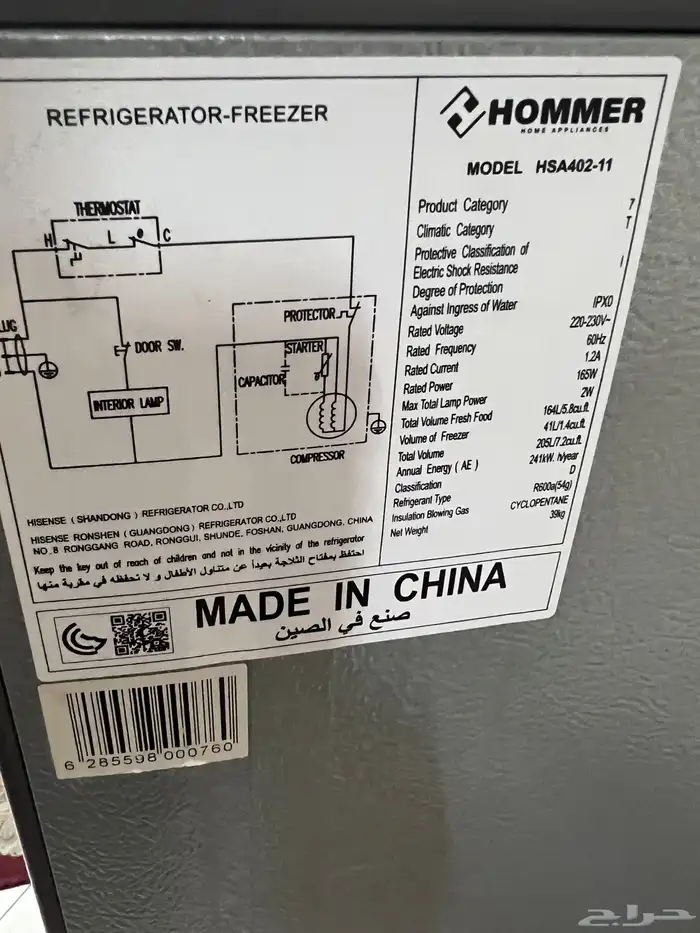 REFRIGERATOR-FREEZER
THERMOSTAT
H L C
PROTECTOR
LUG
DOOR SW.
STARTER
CAPACITOR
INTERIOR LAMP
COMPRESSOR
HISENSE ( SHANDONG ) REFRIGERATOR CO.,LTD
HISENSE RONSHEN ( GUANGDONG ) REFRIGERATOR CO.,LTD
NO.8 RONGGANG ROAD, RONGGUI, SHUNDE, FOSHAN, GUANGDONG, CHINA
Keep the key out of reach of children and not in the vicinity of the refrigerator
احتفظ بمفتاح الثلاجة بعيداً عن متناول الأطفال و لا تحفظه في مقربة منها
HOMMER
HOME APPLIANCES
MODEL HSA402-11
Product Category 7
Climatic Category T
Protective Classification of
Electric Shock Resistance I
Degree of Protection
Against Ingress of Water IPX0
Rated Voltage 220-230V~
Rated Frequency 60Hz
Rated Current 1.2A
Rated Power 165W
Max Total Lamp Power 2W
Total Volume Fresh Food 164L/5.8cu.ft.
Volume of Freezer 41L/1.4cu.ft.
Total Volume 205L/7.2cu.ft.
Annual Energy ( AE ) 241kW. h/year
Classification D
Refrigerant Type R600a(54g)
Insulation Blowing Gas CYCLOPENTANE
Net Weight 39kg
MADE IN CHINA
صنع في الصين
6 285598 000760
حراج